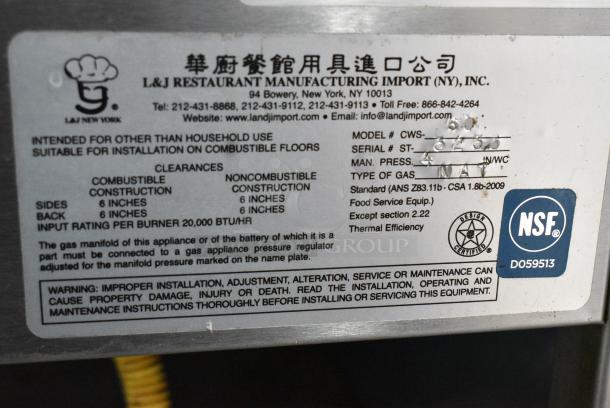 華廚餐館用具進口公司
L&J RESTAURANT MANUFACTURING IMPORT (NY), INC.
94 Bowery, New York, NY 10013
Tel: 212-431-8868, 212-431-9112, 212-431-9113 • Toll Free: 866-842-4264
Website: www.landjimport.com • Email: info@landjimport.com
L&J NEW YORK
INTENDED FOR OTHER THAN HOUSEHOLD USE
SUITABLE FOR INSTALLATION ON COMBUSTIBLE FLOORS
CLEARANCES
COMBUSTIBLE NONCOMBUSTIBLE
CONSTRUCTION CONSTRUCTION
SIDES 6 INCHES 6 INCHES
BACK 6 INCHES 6 INCHES
INPUT RATING PER BURNER 20,000 BTU/HR
The gas manifold of this appliance or of the battery of which it is a
part must be connected to a gas appliance pressure regulator
adjusted for the manifold pressure marked on the name plate.
MODEL # CWS-60
SERIAL # ST-
MAN. PRESS. IN/WC
TYPE OF GAS NAT
Standard (ANS Z83.11b - CSA 1.8b-2009
Food Service Equip.)
Except section 2.22
Thermal Efficiency
DESIGN
CERTIFIED
NSF®
D059513
WARNING: IMPROPER INSTALLATION, ADJUSTMENT, ALTERATION, SERVICE OR MAINTENANCE CAN
CAUSE PROPERTY DAMAGE, INJURY OR DEATH. READ THE INSTALLATION, OPERATING AND
MAINTENANCE INSTRUCTIONS THOROUGHLY BEFORE INSTALLING OR SERVICING THIS EQUIPMENT.
GROUP